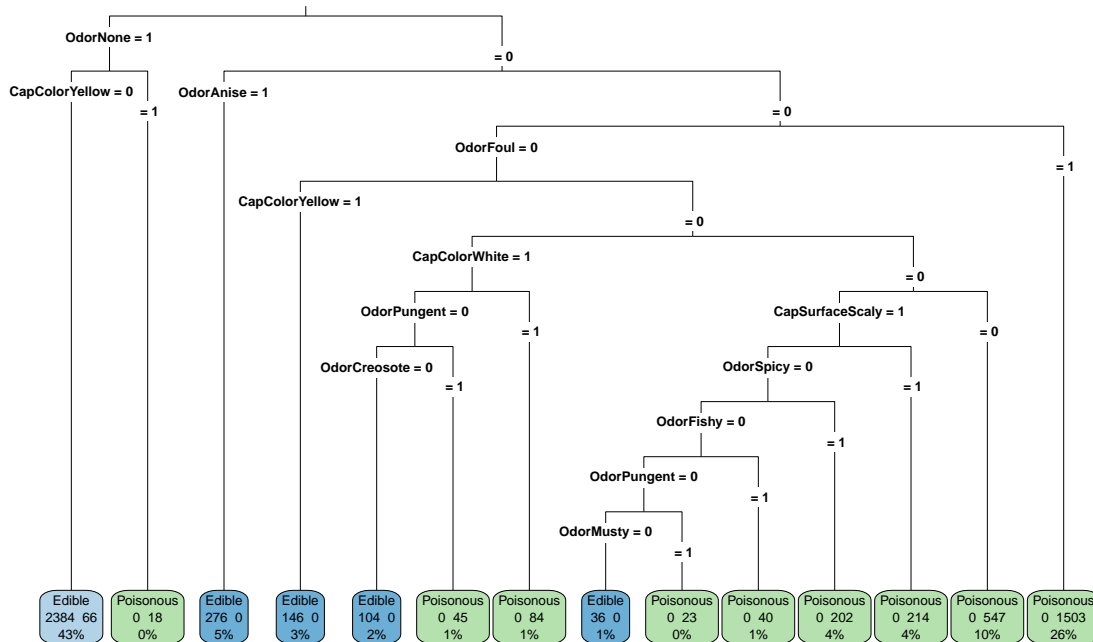 OdorNone = 1
= 0
CapColorYellow = 0
= 1
OdorAnise = 1
= 0
OdorFoul = 0
= 1
CapColorYellow = 1
= 0
CapColorWhite = 1
= 0
OdorPungent = 0
= 1
CapSurfaceScaly = 1
= 0
OdorCreosote = 0
= 1
OdorSpicy = 0
= 1
OdorFishy = 0
= 1
OdorPungent = 0
= 1
OdorMusty = 0
= 1
Edible
2384 66
43%
Poisonous
0 18
0%
Edible
276 0
5%
Edible
146 0
3%
Edible
104 0
2%
Poisonous
0 45
1%
Poisonous
0 84
1%
Edible
36 0
1%
Poisonous
0 23
0%
Poisonous
0 40
1%
Poisonous
0 202
4%
Poisonous
0 214
4%
Poisonous
0 547
10%
Poisonous
0 1503
26%